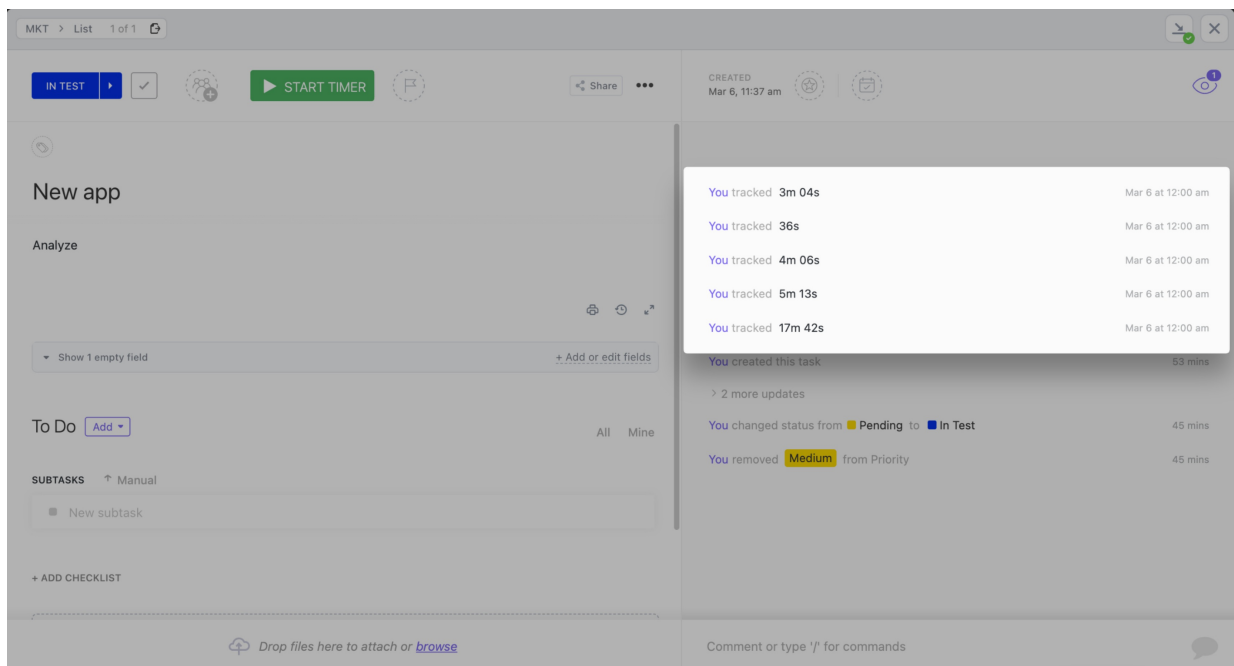 MKT > List 1 of 1
IN TEST
START TIMER
Share
CREATED
Mar 6, 11:37 am
1
New app
Analyze
Show 1 empty field
+ Add or edit fields
To Do Add
All Mine
SUBTASKS ↑ Manual
New subtask
+ ADD CHECKLIST
Drop files here to attach or browse
You tracked 3m 04s Mar 6 at 12:00 am
You tracked 36s Mar 6 at 12:00 am
You tracked 4m 06s Mar 6 at 12:00 am
You tracked 5m 13s Mar 6 at 12:00 am
You tracked 17m 42s Mar 6 at 12:00 am
You created this task 53 mins
> 2 more updates
You changed status from Pending to In Test 45 mins
You removed Medium from Priority 45 mins
Comment or type '/' for commands